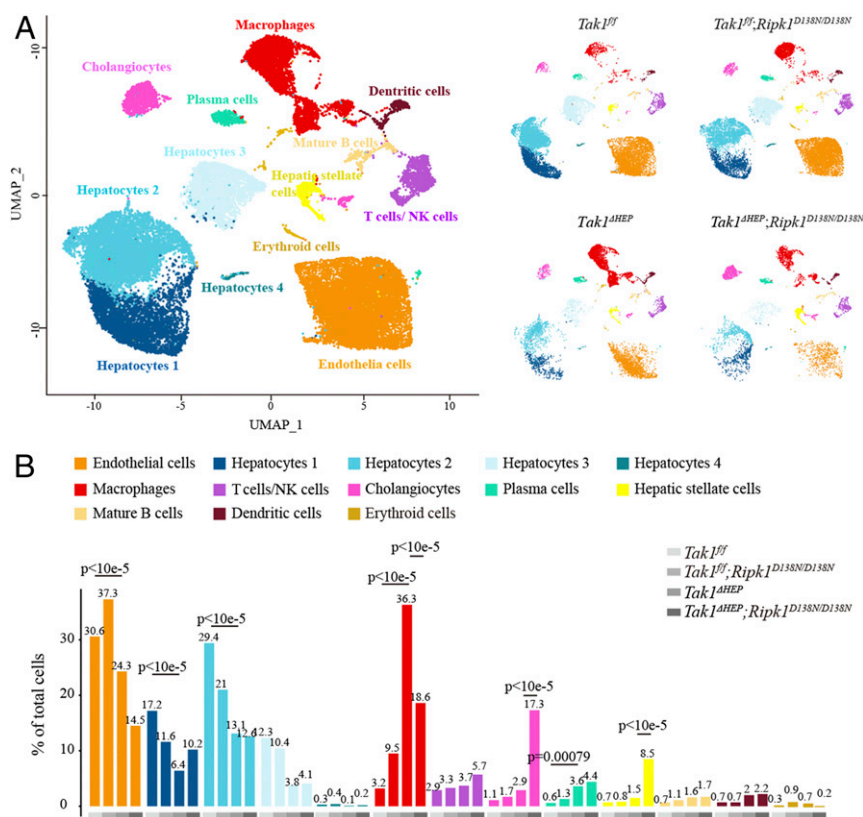 A
Macrophages
Tak1f/f
Tak1f/f;Ripk1D138N/D138N
-10
Cholangiocytes
Plasma cells
Dentritic cells
Mature B cells
Hepatocytes 3
Hepatic stellate
cells
Hepatocytes 2
UMAP_2
0
T cells/ NK cells
Tak1ΔHEP
Tak1ΔHEP;Ripk1D138N/D138N
Erythroid cells
Hepatocytes 4
-10
Hepatocytes 1
Endothelia cells
-10
-5
0
5
10
UMAP_1
B
Endothelial cells
Hepatocytes 1
Hepatocytes 2
Hepatocytes 3
Hepatocytes 4
Macrophages
T cells/NK cells
Cholangiocytes
Plasma cells
Hepatic stellate cells
Mature B cells
Dendritic cells
Erythroid cells
Tak1f/f
Tak1f/f;Ripk1D138N/D138N
Tak1ΔHEP
Tak1ΔHEP;Ripk1D138N/D138N
% of total cells
30
20
10
0
p<10e-5
30.6
37.3
24.3
14.5
p<10e-5
17.2
11.6
6.4
10.2
p<10e-5
29.4
21
13.1
12.6
12.3
10.4
3.8
4.1
0.3
0.4
0.1
0.2
p<10e-5
p<10e-5
3.2
9.5
36.3
18.6
2.9
3.3
3.7
5.7
p<10e-5
1.1
1.7
2.9
17.3
p=0.00079
0.6
1.3
3.6
4.4
p<10e-5
0.7
0.8
1.5
8.5
0.7
1.1
1.6
1.7
0.7
0.7
2.0
2.2
0.3
0.9
0.7
0.2